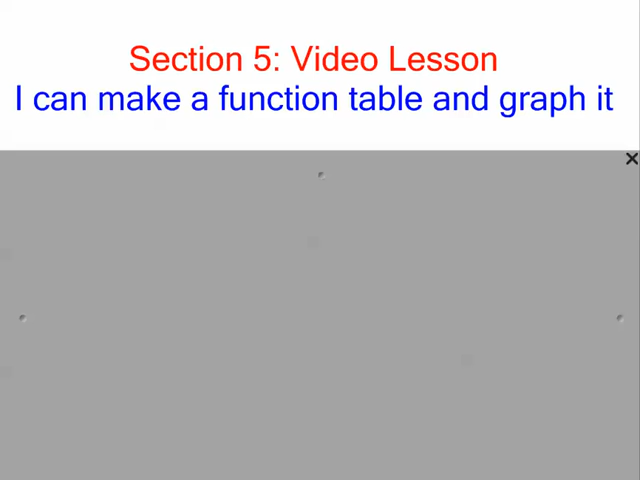 Section 5: Video Lesson
I can make a function table and graph it